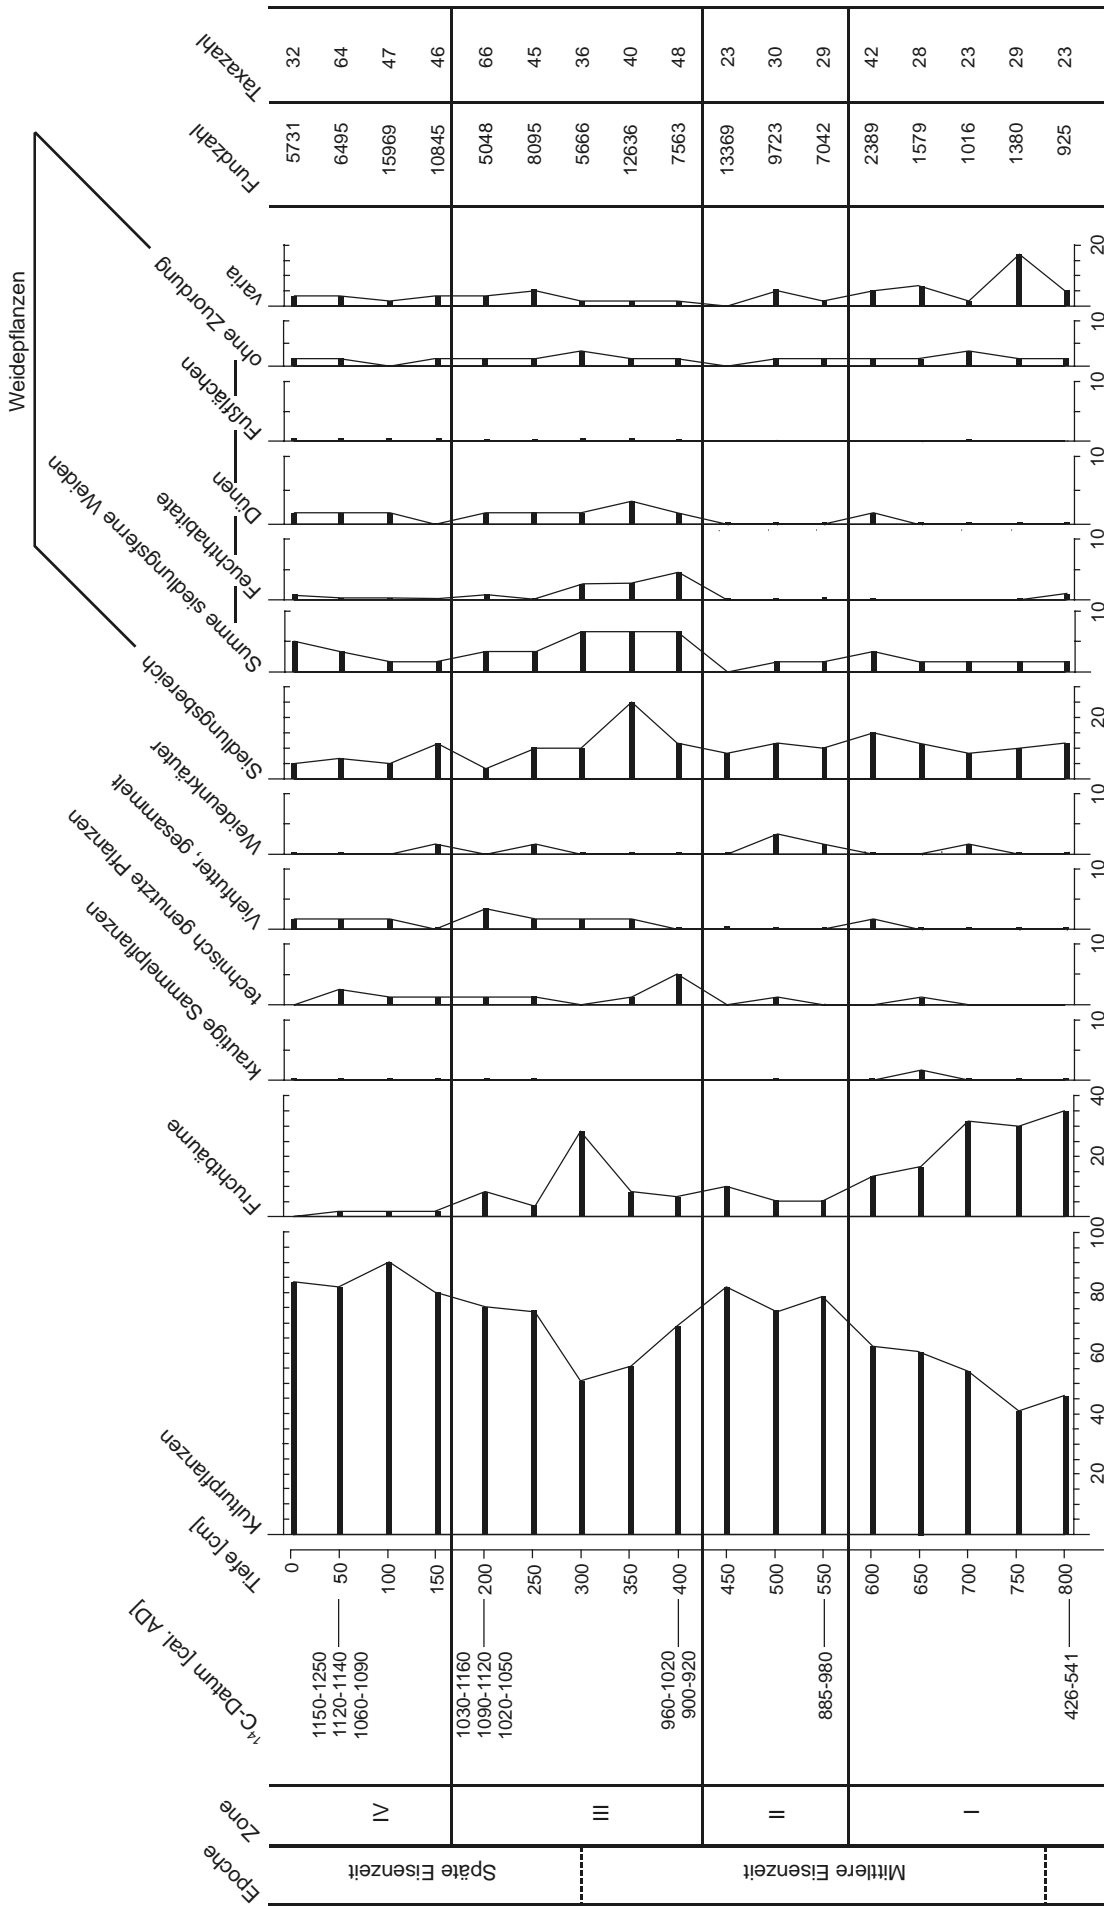 Weidepflanzen
Epoche
Zone
¹⁴C-Datum [cal. AD]
Tiefe [cm]
Kulturpflanzen
Fruchtbäume
krautige Sammelpflanzen
technisch genutzte Pflanzen
Viehfutter, gesammelt
Weideunkräuter
Siedlungsbereich
Summe siedlungsferne Weiden
Feuchthabitate
Dünen
Fußflächen
ohne Zuordung
varia
Fundzahl
Taxazahl
Späte Eisenzeit
Mittlere Eisenzeit
IV
III
II
I
1150-1250
1120-1140
1060-1090
1030-1160
1090-1120
1020-1050
960-1020
900-920
885-980
426-541
0 5731 32
50 6495 64
100 15969 47
150 10845 46
200 5048 66
250 8095 45
300 5666 36
350 12636 40
400 7563 48
450 13369 23
500 9723 30
550 7042 29
600 2389 42
650 1579 28
700 1016 23
750 1380 29
800 925 23
20 40 60 80 100
20 40
10
10
10
10
20
10
10
10
10
10
20